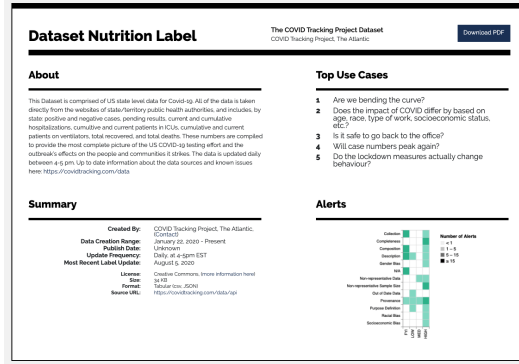 Dataset Nutrition Label
The COVID Tracking Project Dataset
COVID Tracking Project, The Atlantic
Download PDF
About
This Dataset is comprised of US state level data for Covid-19. All of the data is taken
directly from the websites of state/territory public health authorities, and includes, by
state: positive and negative cases, pending results, current and cumulative
hospitalizations, cumultive and current patients in ICUs, cumulative and current
patients on ventilators, total recovered, and total deaths. These numbers are compiled
to provide the most complete picture of the US COVID-19 testing effort and the
outbreak's effects on the people and communities it strikes. The data is updated daily
between 4-5 pm. Up to date information about the data sources and known issues
here: https://covidtracking.com/data
Top Use Cases
1 Are we bending the curve?
2 Does the impact of COVID differ by based on
age, race, type of work, socioeconomic status,
etc.?
3 Is it safe to go back to the office?
4 Will case numbers peak again?
5 Do the lockdown measures actually change
behaviour?
Summary
Created By: COVID Tracking Project, The Atlantic,
(Contact)
Data Creation Range: January 22, 2020 - Present
Publish Date: Unknown
Update Frequency: Daily, at 4-5pm EST
Most Recent Label Update: August 5, 2020
License: Creative Commons, (more information here)
Size: 34 KB
Format: Tabular (csv, JSON)
Source URL: https://covidtracking.com/data/api
Alerts
Collection
Completeness
Composition
Description
Gender Bias
N/A
Non-representative Data
Non-representative Sample Size
Out of Date Data
Provenance
Purpose Definition
Racial Bias
Socioeconomic Bias
FYI
LOW
MED
HIGH
Number of Alerts
< 1
1 – 5
5 – 15
≥ 15